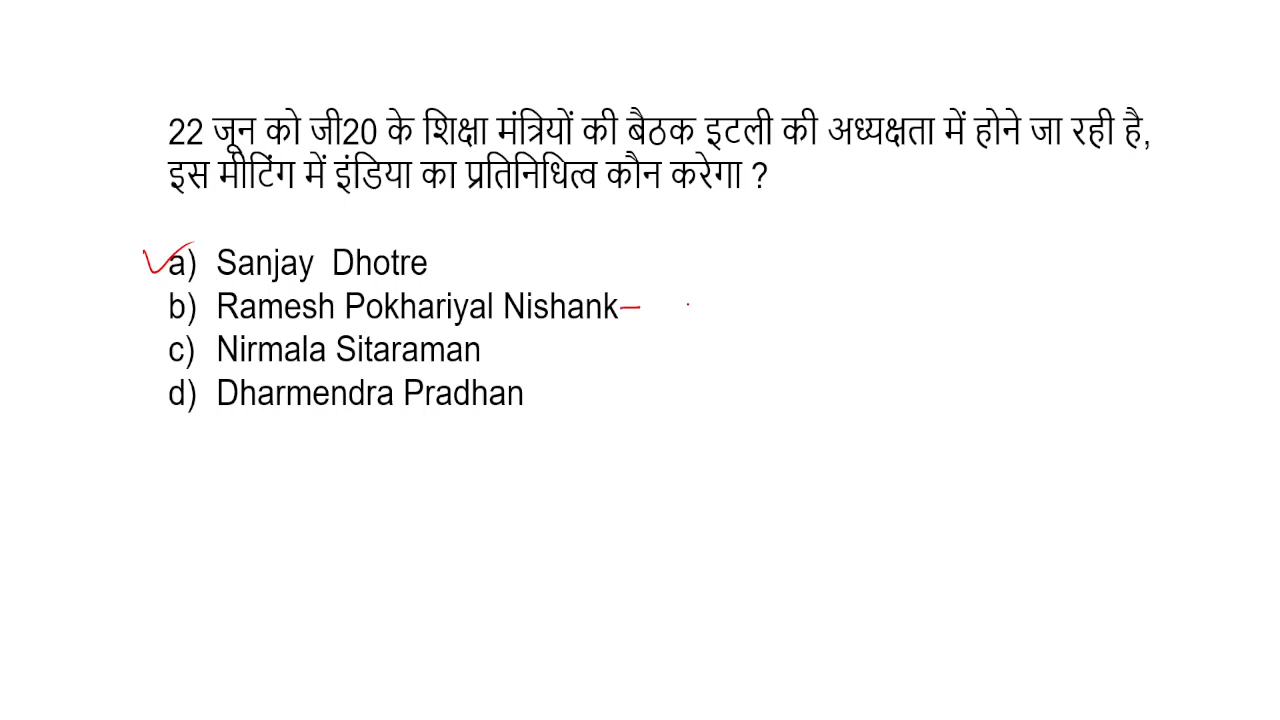 22 जून को जी20 के शिक्षा मंत्रियों की बैठक इटली की अध्यक्षता में होने जा रही है,
इस मीटिंग में इंडिया का प्रतिनिधित्व कौन करेगा ?
a) Sanjay Dhotre
b) Ramesh Pokhariyal Nishank
c) Nirmala Sitaraman
d) Dharmendra Pradhan